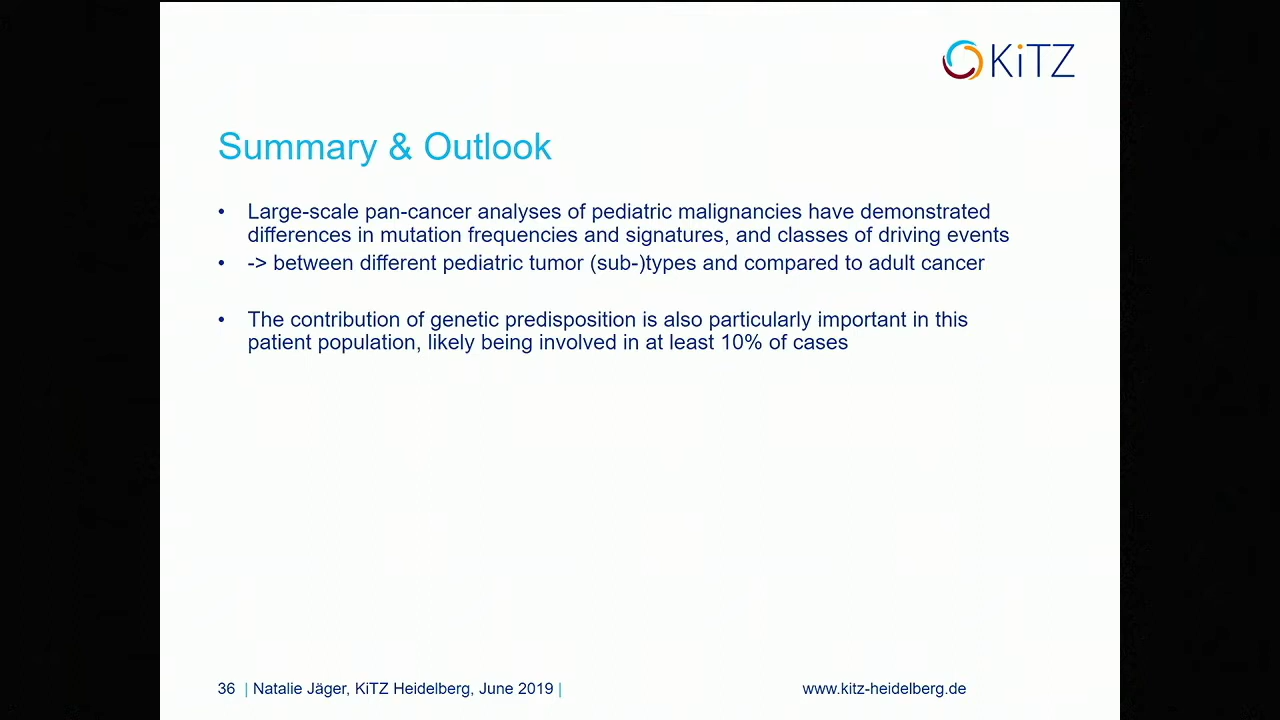 KiTZ
Summary & Outlook
• Large-scale pan-cancer analyses of pediatric malignancies have demonstrated
differences in mutation frequencies and signatures, and classes of driving events
• -> between different pediatric tumor (sub-)types and compared to adult cancer
• The contribution of genetic predisposition is also particularly important in this
patient population, likely being involved in at least 10% of cases
36 | Natalie Jäger, KiTZ Heidelberg, June 2019 | www.kitz-heidelberg.de